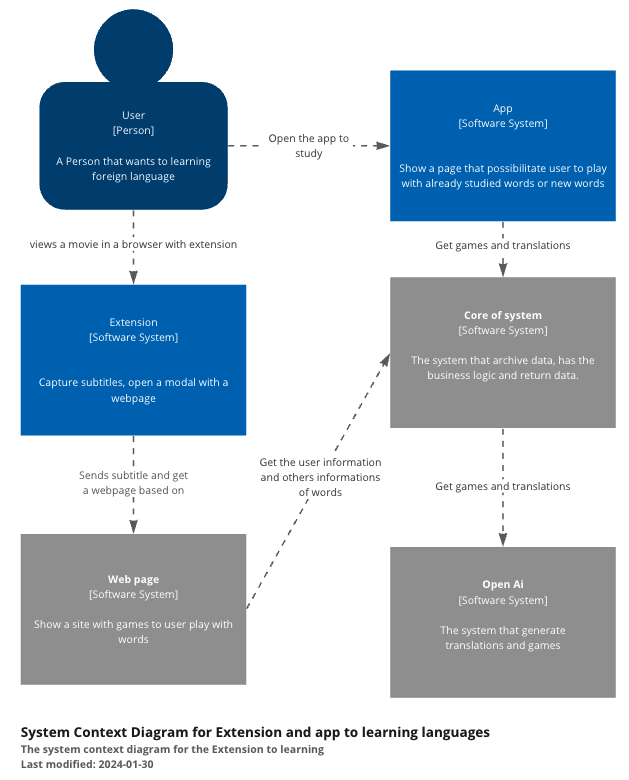 User
[Person]
A Person that wants to learning
foreign language
Open the app to
study
App
[Software System]
Show a page that possibilitate user to play
with already studied words or new words
views a movie in a browser with extension
Get games and translations
Extension
[Software System]
Capture subtitles, open a modal with a
webpage
Core of system
[Software System]
The system that archive data, has the
business logic and return data.
Sends subtitle and get
a webpage based on
Get the user information
and others informations
of words
Get games and translations
Web page
[Software System]
Show a site with games to user play with
words
Open Ai
[Software System]
The system that generate
translations and games
System Context Diagram for Extension and app to learning languages
The system context diagram for the Extension to learning
Last modified: 2024-01-30